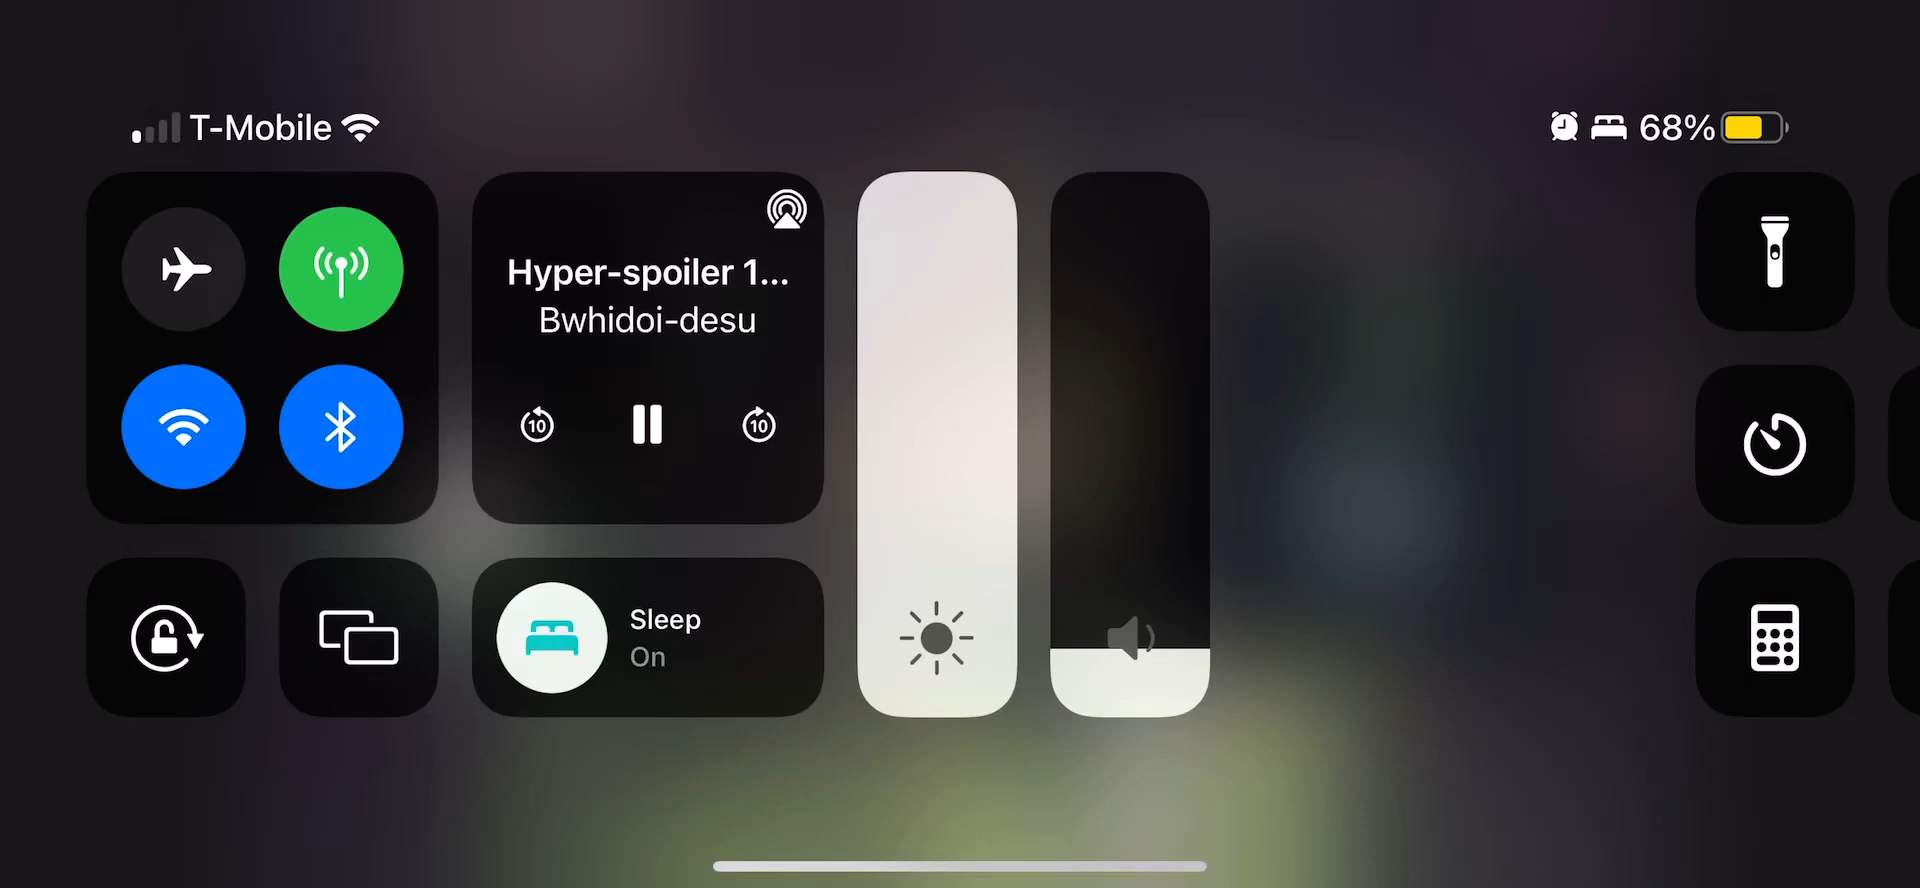 T-Mobile
68%
Hyper-spoiler 1...
Bwhidoi-desu
10
10
Sleep
On